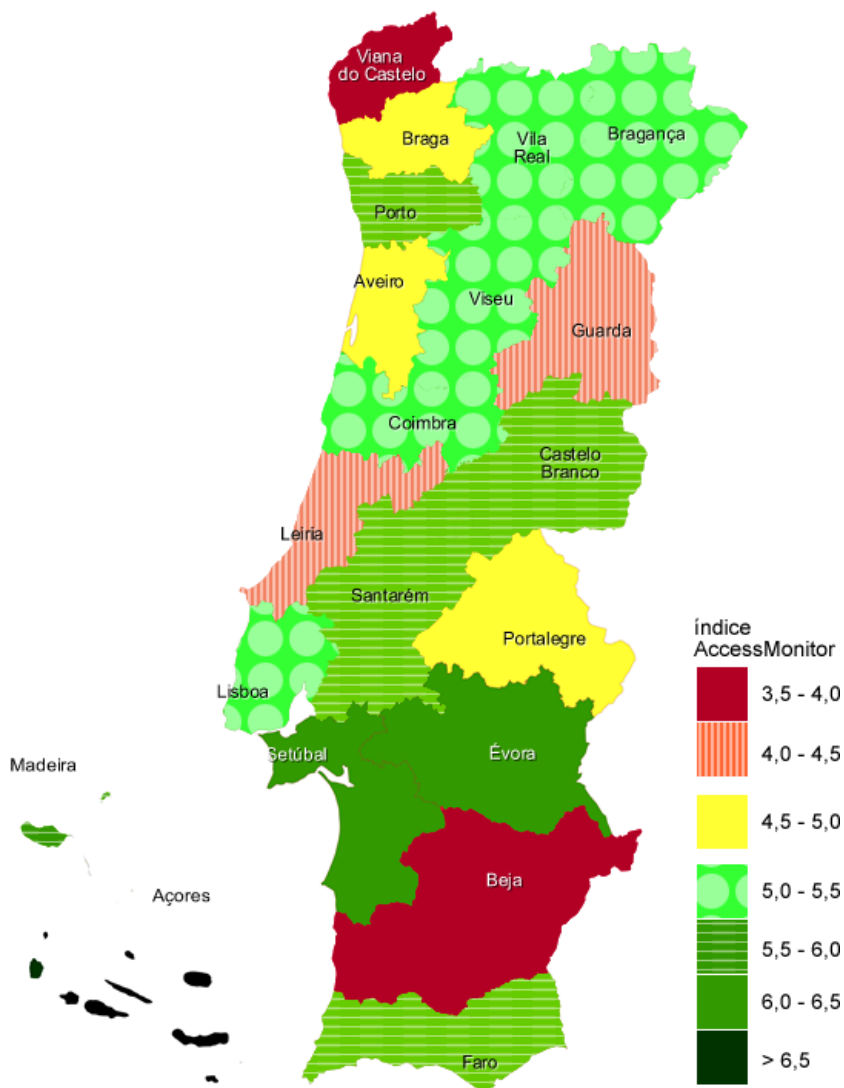 Viana
do Castelo
Braga
Vila
Real
Bragança
Porto
Aveiro
Viseu
Guarda
Coimbra
Castelo
Branco
Leiria
Santarém
Portalegre
Lisboa
Setúbal
Évora
Madeira
Beja
Açores
Faro
índice
AccessMonitor
3,5 - 4,0
4,0 - 4,5
4,5 - 5,0
5,0 - 5,5
5,5 - 6,0
6,0 - 6,5
> 6,5